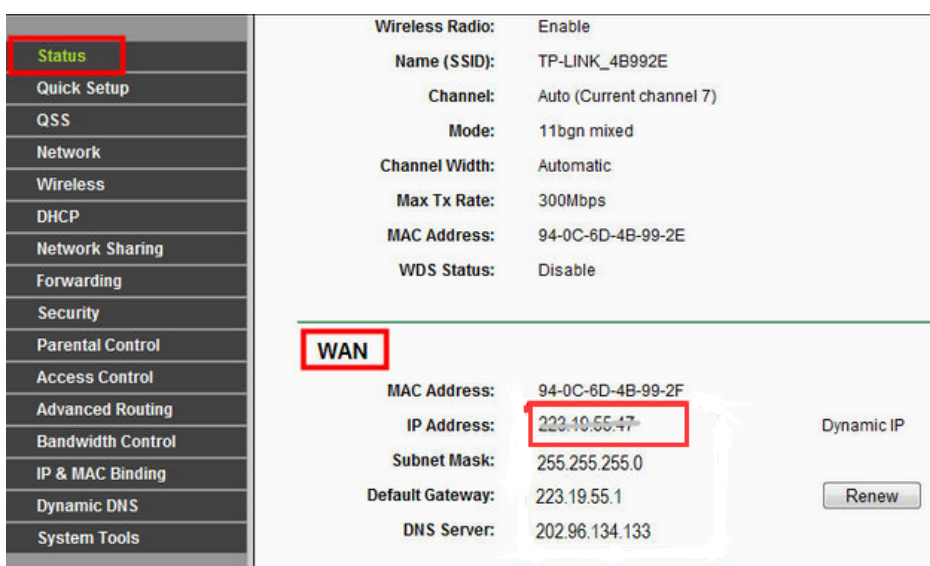 Status
Quick Setup
QSS
Network
Wireless
DHCP
Network Sharing
Forwarding
Security
Parental Control
Access Control
Advanced Routing
Bandwidth Control
IP & MAC Binding
Dynamic DNS
System Tools
Wireless Radio: Enable
Name (SSID): TP-LINK_4B992E
Channel: Auto (Current channel 7)
Mode: 11bgn mixed
Channel Width: Automatic
Max Tx Rate: 300Mbps
MAC Address: 94-0C-6D-4B-99-2E
WDS Status: Disable
WAN
MAC Address: 94-0C-6D-4B-99-2F
IP Address: Dynamic IP
Subnet Mask: 255.255.255.0
Default Gateway: 223.19.55.1 Renew
DNS Server: 202.96.134.133